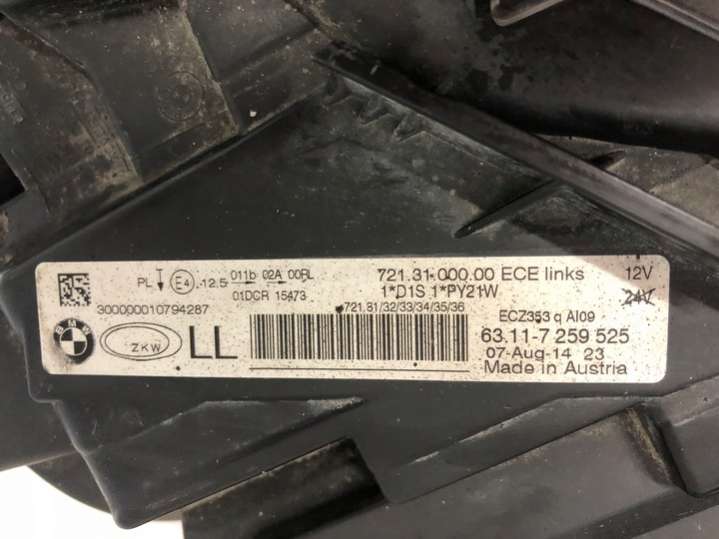 PL E4 .-12.5 011b 02A 00RL
01DCR 15473
300000010794287
BMW
ZKW
LL
721.31-000.00 ECE links
1*D1S 1*PY21W
721.31/32/33/34/35/36
12V
24V
ECZ353 q AI09
63.11-7 259 525
07-Aug-14 23
Made in Austria